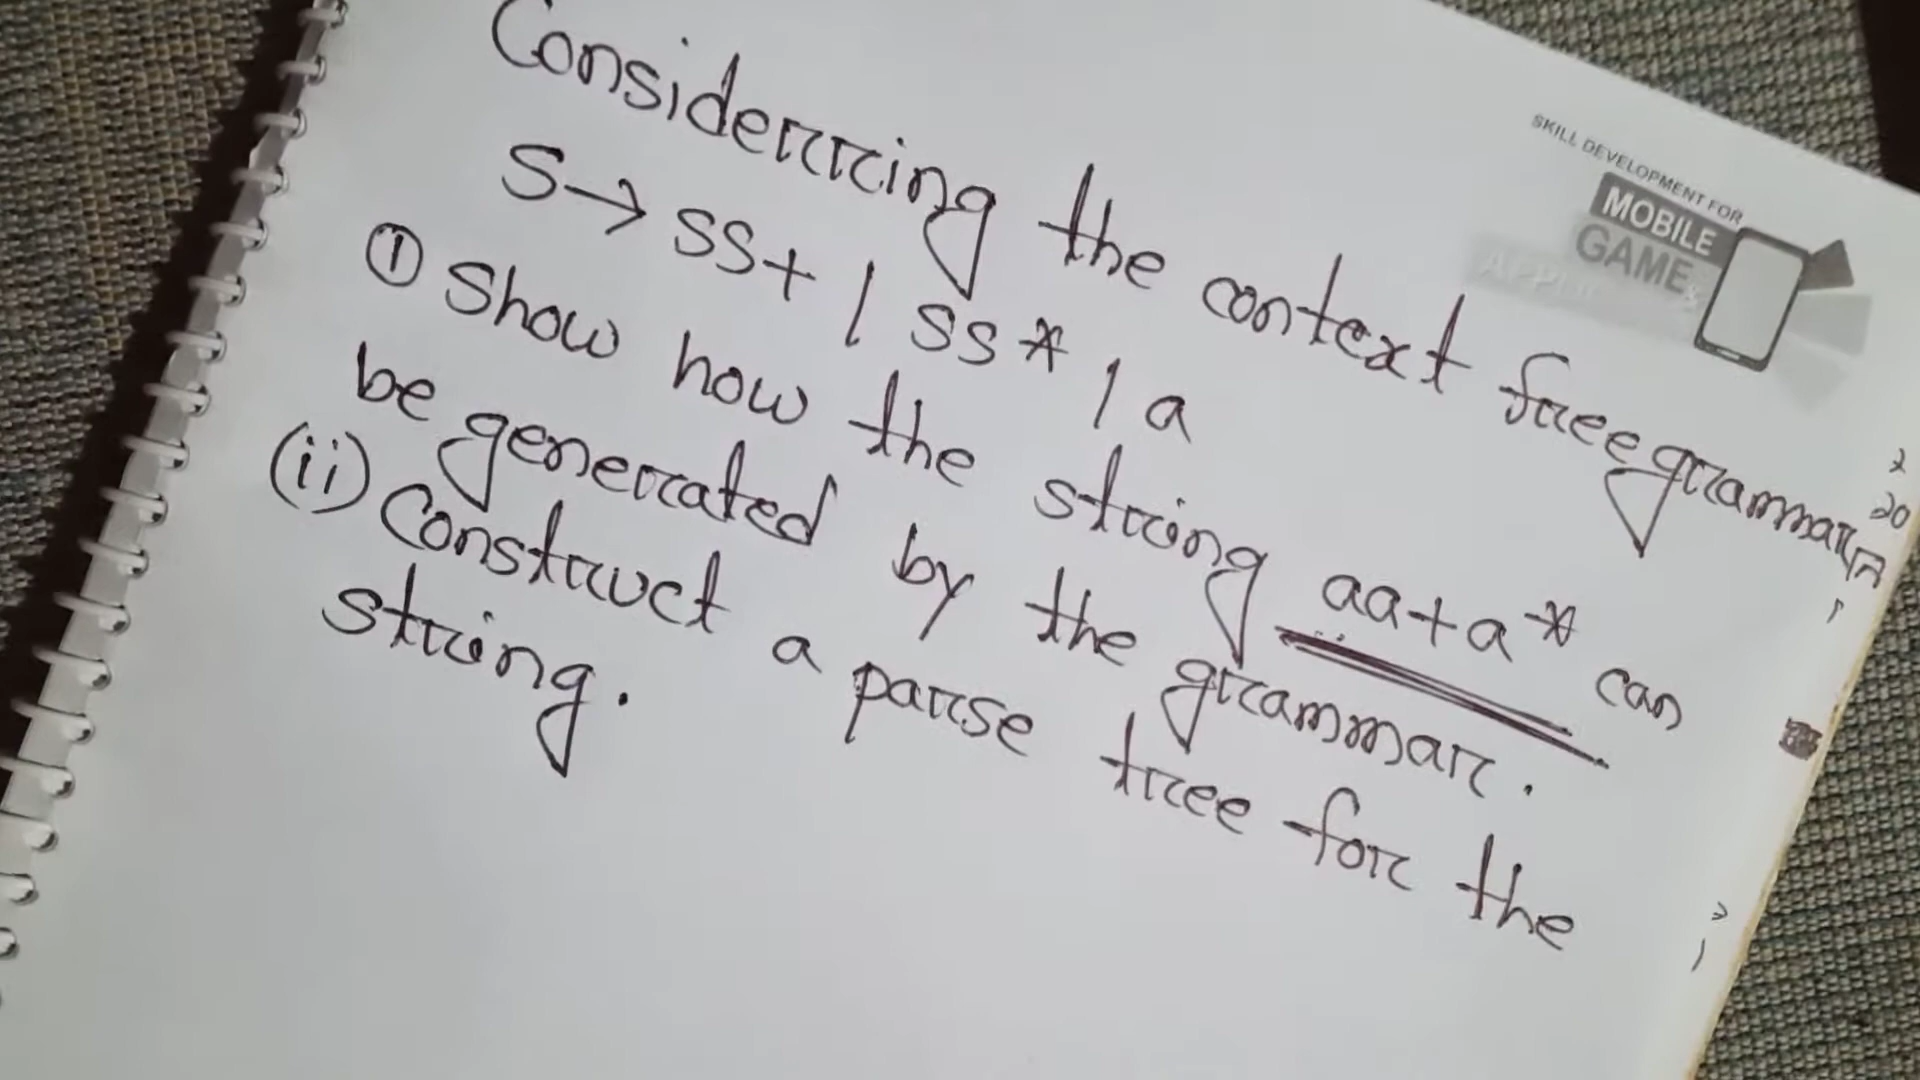 Considerring the context free grammar
S → SS+ | SS* | a
① Show how the string aa+a* can
be generated by the grammar.
(ii) Construct a parse tree for the
string.
SKILL DEVELOPMENT FOR
MOBILE
GAME
20